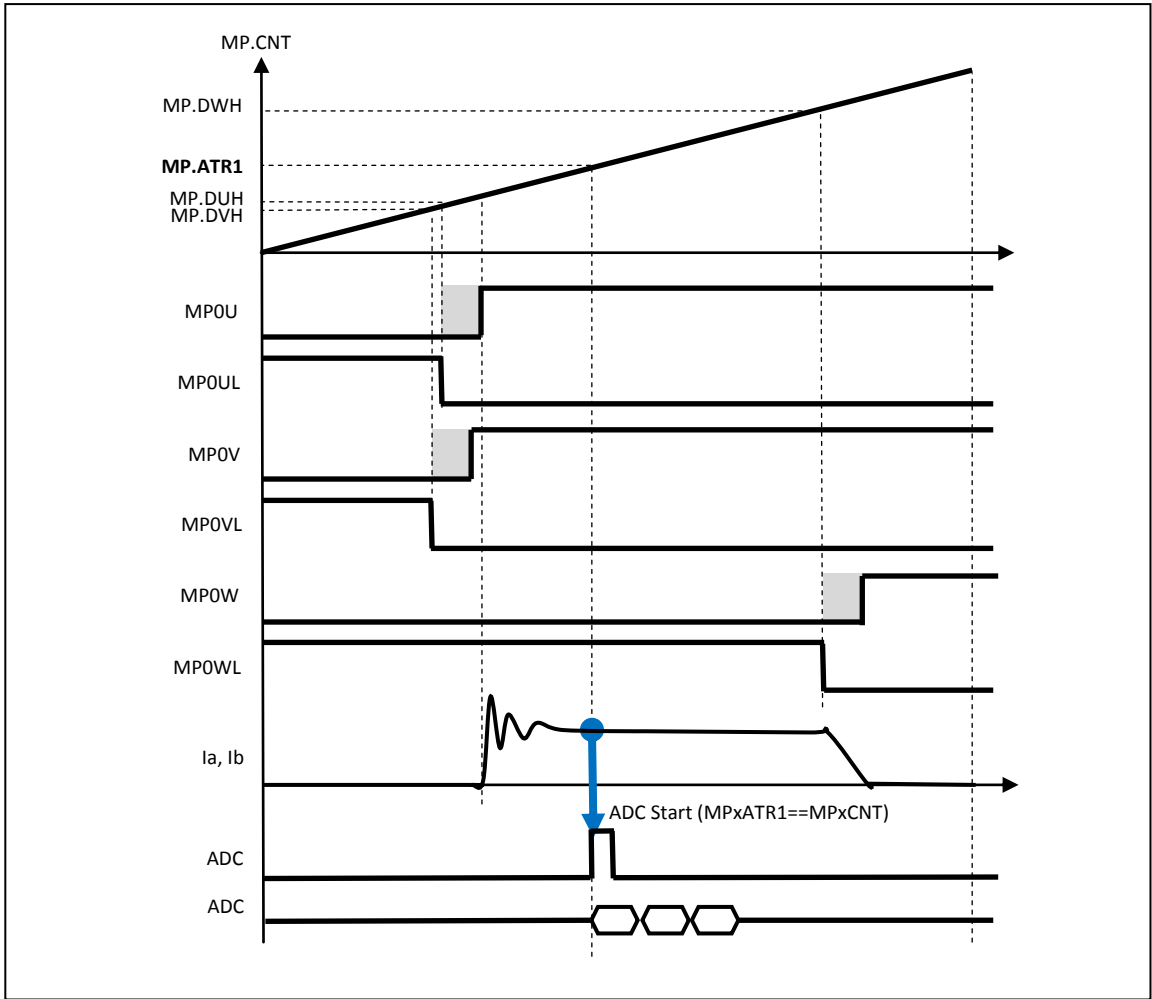 MP.CNT
MP.DWH
MP.ATR1
MP.DUH
MP.DVH
MP0U
MP0UL
MP0V
MP0VL
MP0W
MP0WL
Ia, Ib
ADC Start (MPxATR1==MPxCNT)
ADC
ADC